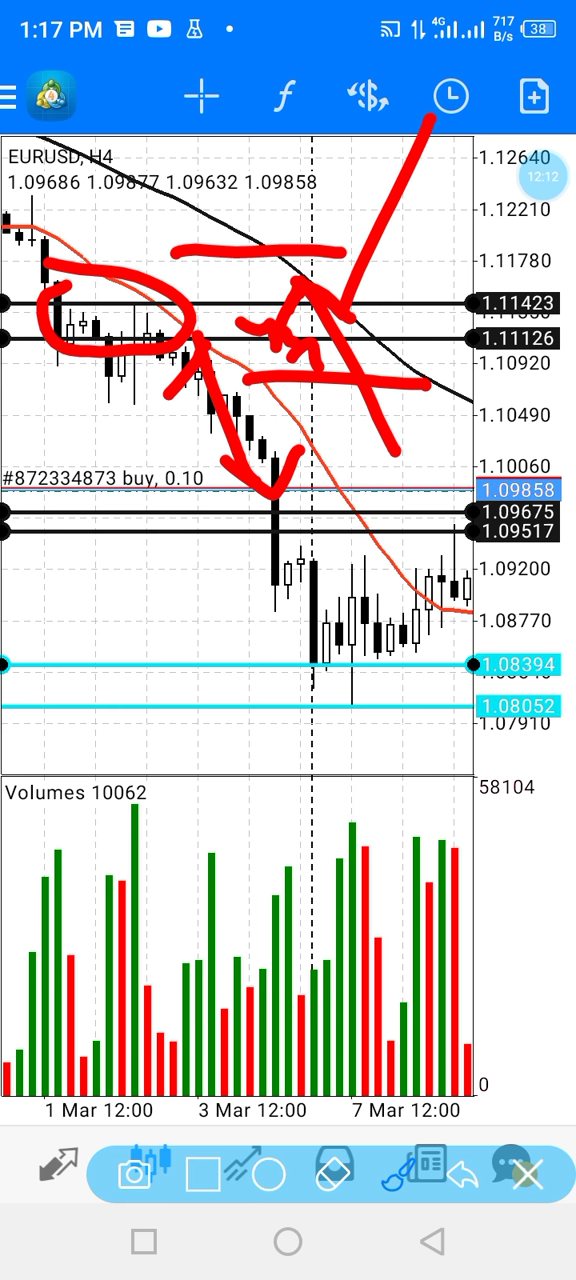 1:17 PM 4G 717 B/s 38
4 f $
EURUSD, H4
1.09686 1.09877 1.09632 1.09858
1.12640
12:12
1.12210
1.11780
1.11423
1.11126
1.10920
1.10490
1.10060
#872334873 buy, 0.10
1.09858
1.09675
1.09517
1.09200
1.08770
1.08394
1.08052
1.07910
Volumes 10062
58104
0
1 Mar 12:00 3 Mar 12:00 7 Mar 12:00